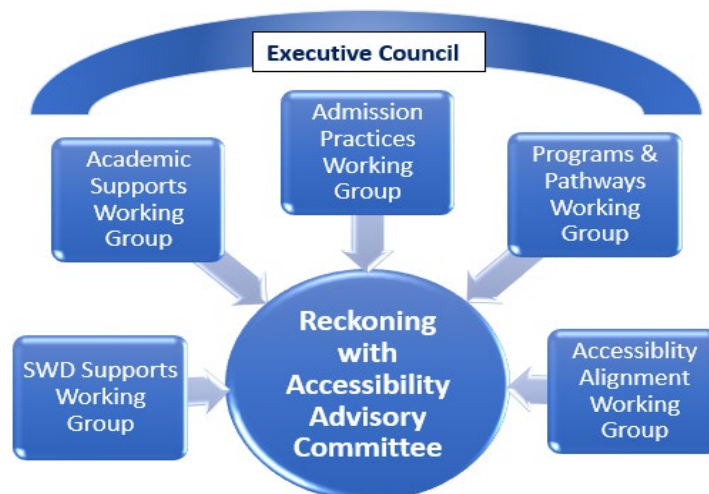 Executive Council
Academic
Supports
Working
Group
Admission
Practices
Working
Group
Programs &
Pathways
Working
Group
SWD Supports
Working
Group
Reckoning
with
Accessibility
Advisory
Committee
Accessiblity
Alignment
Working
Group